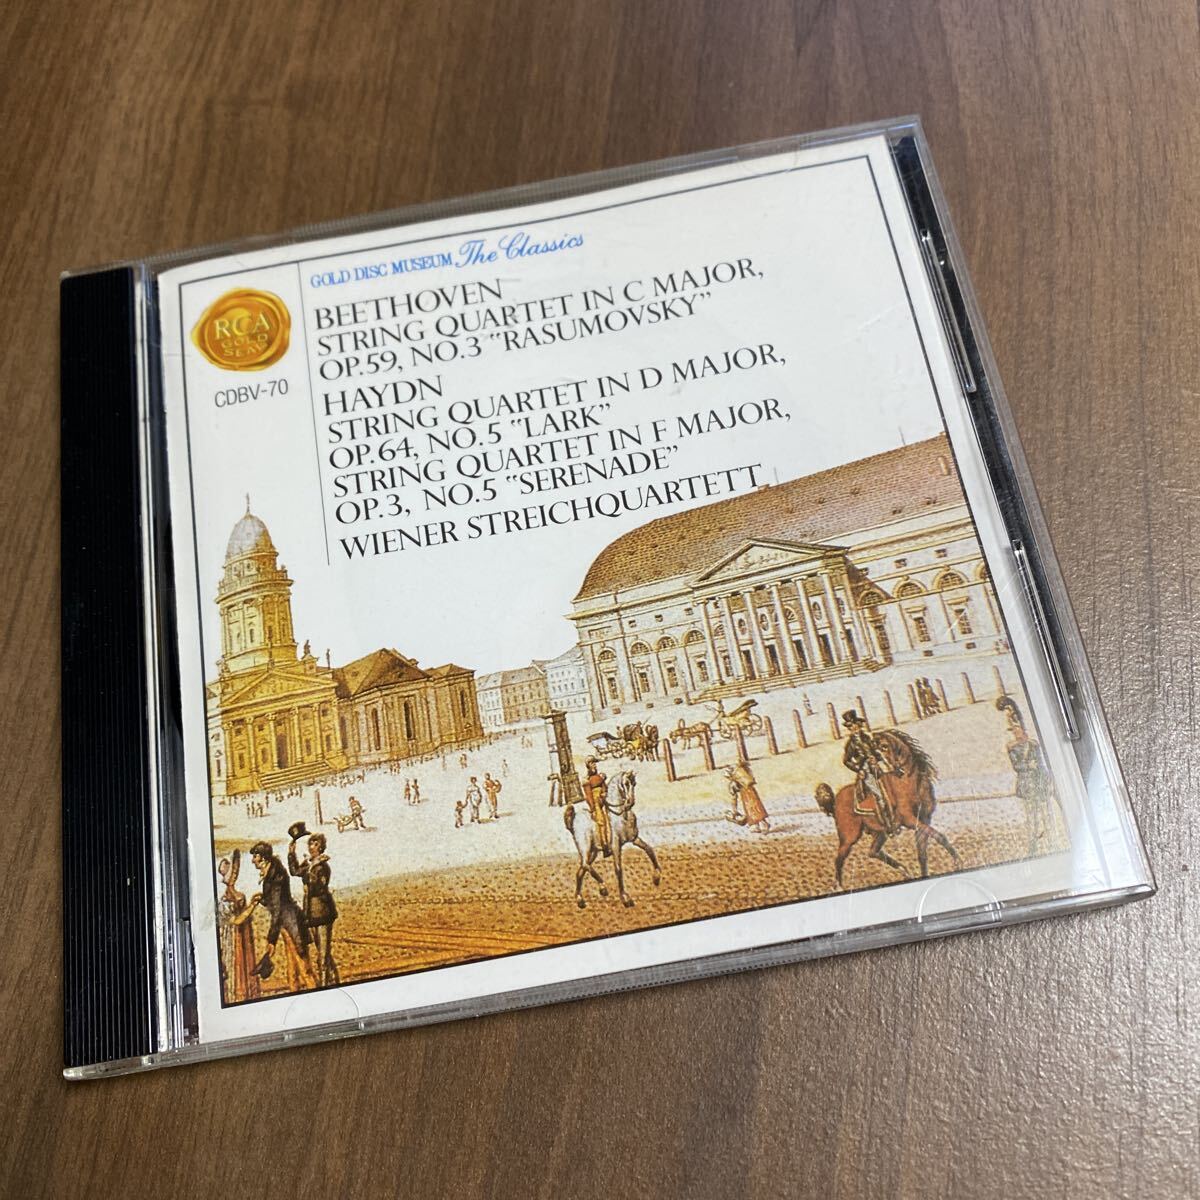 GOLD DISC MUSEUM The Classics
RCA
GOLD
SEAL
CDBV-70
BEETHOVEN
STRING QUARTET IN C MAJOR,
OP.59, NO.3 "RASUMOVSKY"
HAYDN
STRING QUARTET IN D MAJOR,
OP.64, NO.5 "LARK"
STRING QUARTET IN F MAJOR,
OP.3, NO.5 "SERENADE"
WIENER STREICHQUARTETT